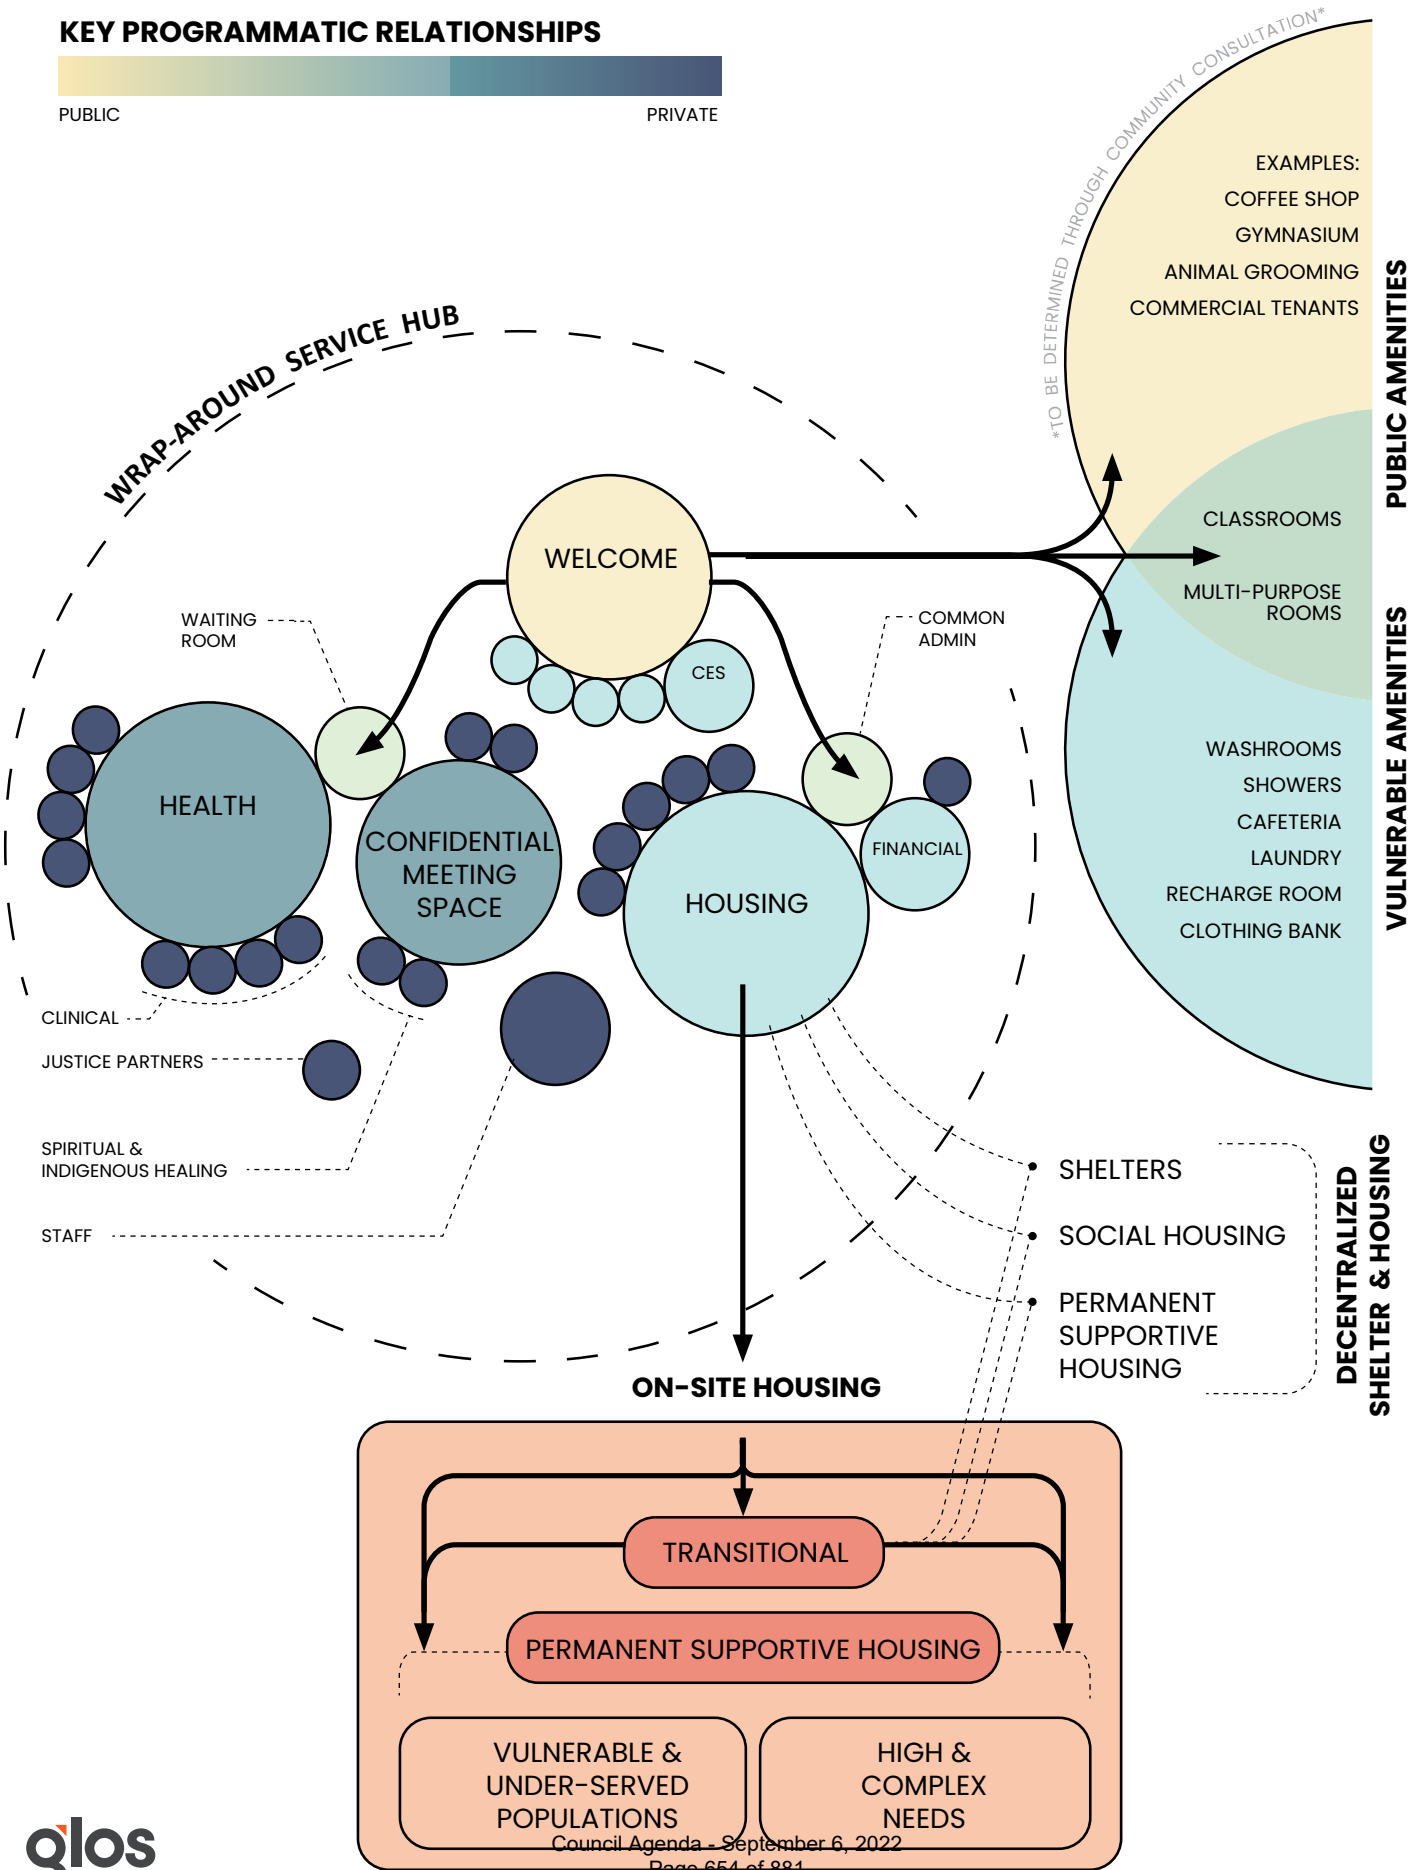 KEY PROGRAMMATIC RELATIONSHIPS
PUBLIC
PRIVATE
*TO BE DETERMINED THROUGH COMMUNITY CONSULTATION*
EXAMPLES:
COFFEE SHOP
GYMNASIUM
ANIMAL GROOMING
COMMERCIAL TENANTS
PUBLIC AMENITIES
CLASSROOMS
MULTI-PURPOSE
ROOMS
VULNERABLE AMENITIES
WASHROOMS
SHOWERS
CAFETERIA
LAUNDRY
RECHARGE ROOM
CLOTHING BANK
WRAP-AROUND SERVICE HUB
WELCOME
CES
WAITING
ROOM
COMMON
ADMIN
HEALTH
CONFIDENTIAL
MEETING
SPACE
HOUSING
FINANCIAL
CLINICAL
JUSTICE PARTNERS
SPIRITUAL &
INDIGENOUS HEALING
STAFF
SHELTERS
SOCIAL HOUSING
PERMANENT
SUPPORTIVE
HOUSING
DECENTRALIZED
SHELTER & HOUSING
ON-SITE HOUSING
TRANSITIONAL
PERMANENT SUPPORTIVE HOUSING
VULNERABLE &
UNDER-SERVED
POPULATIONS
HIGH &
COMPLEX
NEEDS
qlos
Council Agenda - September 6, 2022
Page 654 of 881